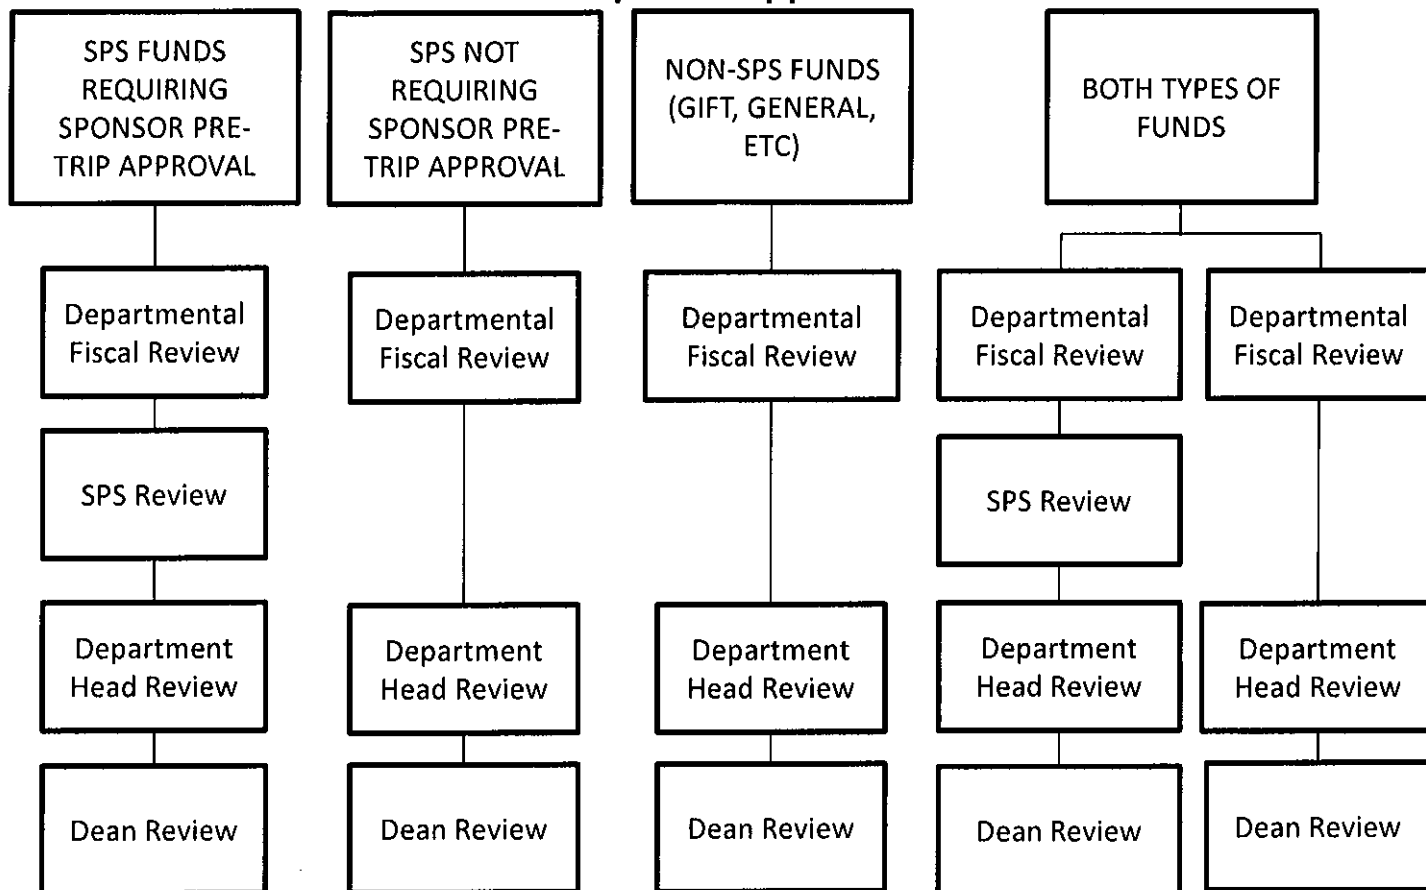 SPS FUNDS
REQUIRING
SPONSOR PRE-
TRIP APPROVAL
SPS NOT
REQUIRING
SPONSOR PRE-
TRIP APPROVAL
NON-SPS FUNDS
(GIFT, GENERAL,
ETC)
BOTH TYPES OF
FUNDS
Departmental
Fiscal Review
Departmental
Fiscal Review
Departmental
Fiscal Review
Departmental
Fiscal Review
Departmental
Fiscal Review
SPS Review
SPS Review
Department
Head Review
Department
Head Review
Department
Head Review
Department
Head Review
Department
Head Review
Dean Review
Dean Review
Dean Review
Dean Review
Dean Review